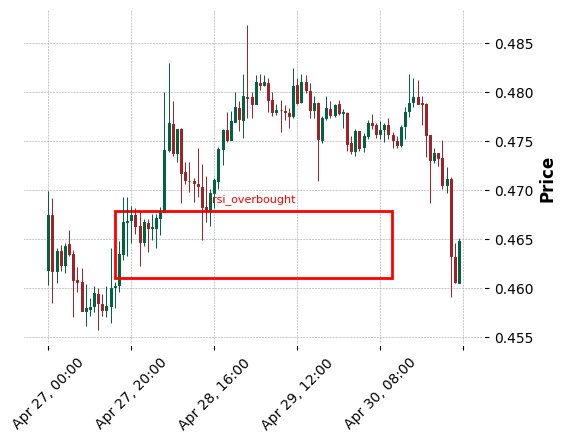 0.485
0.480
0.475
0.470
0.465
0.460
0.455
Price
rsi_overbought
Apr 27, 00:00
Apr 27, 20:00
Apr 28, 16:00
Apr 29, 12:00
Apr 30, 08:00